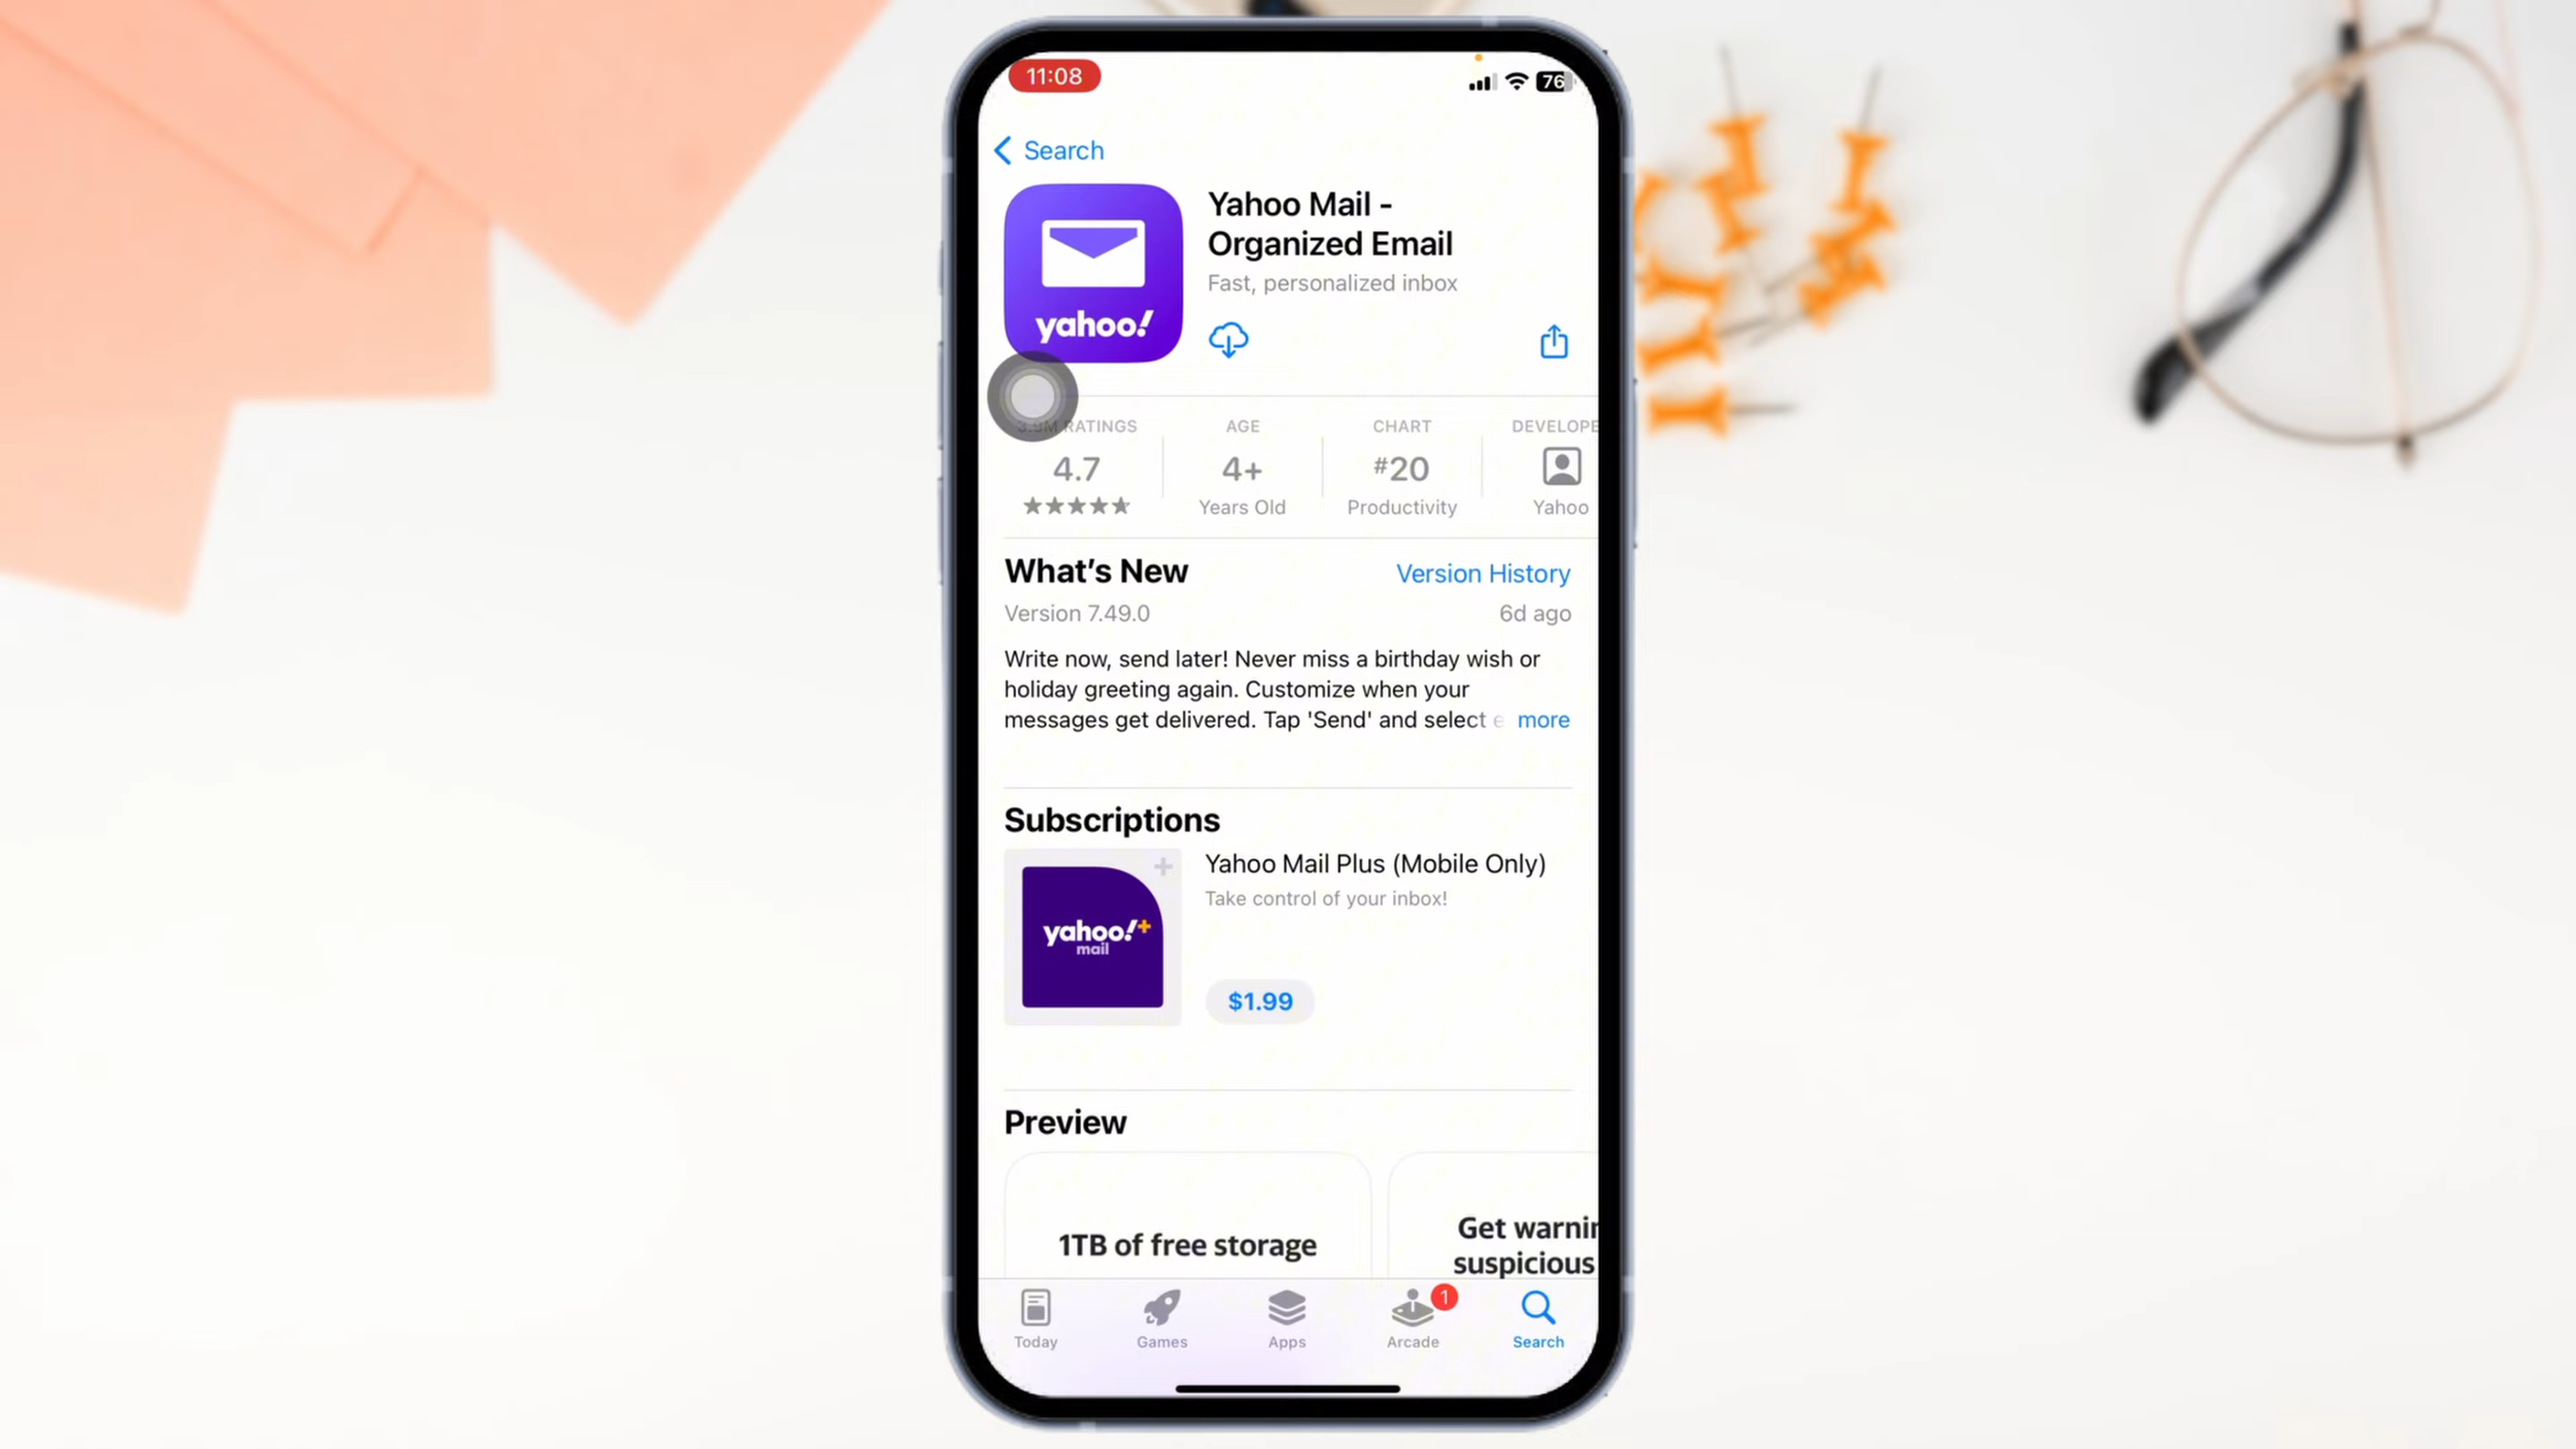 11:08
76
Search
Yahoo Mail -
Organized Email
Fast, personalized inbox
yahoo!
RATINGS
AGE
CHART
4.7
4+
#20
Years Old
Productivity
Yahoo
What's New
Version History
Version 7.49.0
6d ago
Write now, send later! Never miss a birthday wish or
holiday greeting again. Customize when your
messages get delivered. Tap 'Send' and select
more
Subscriptions
Yahoo Mail Plus (Mobile Only)
Take control of your inbox!
yahoo!+
mail
$1.99
Preview
1TB of free storage
Get
suspicious
1
Today
Games
Apps
Arcade
Search